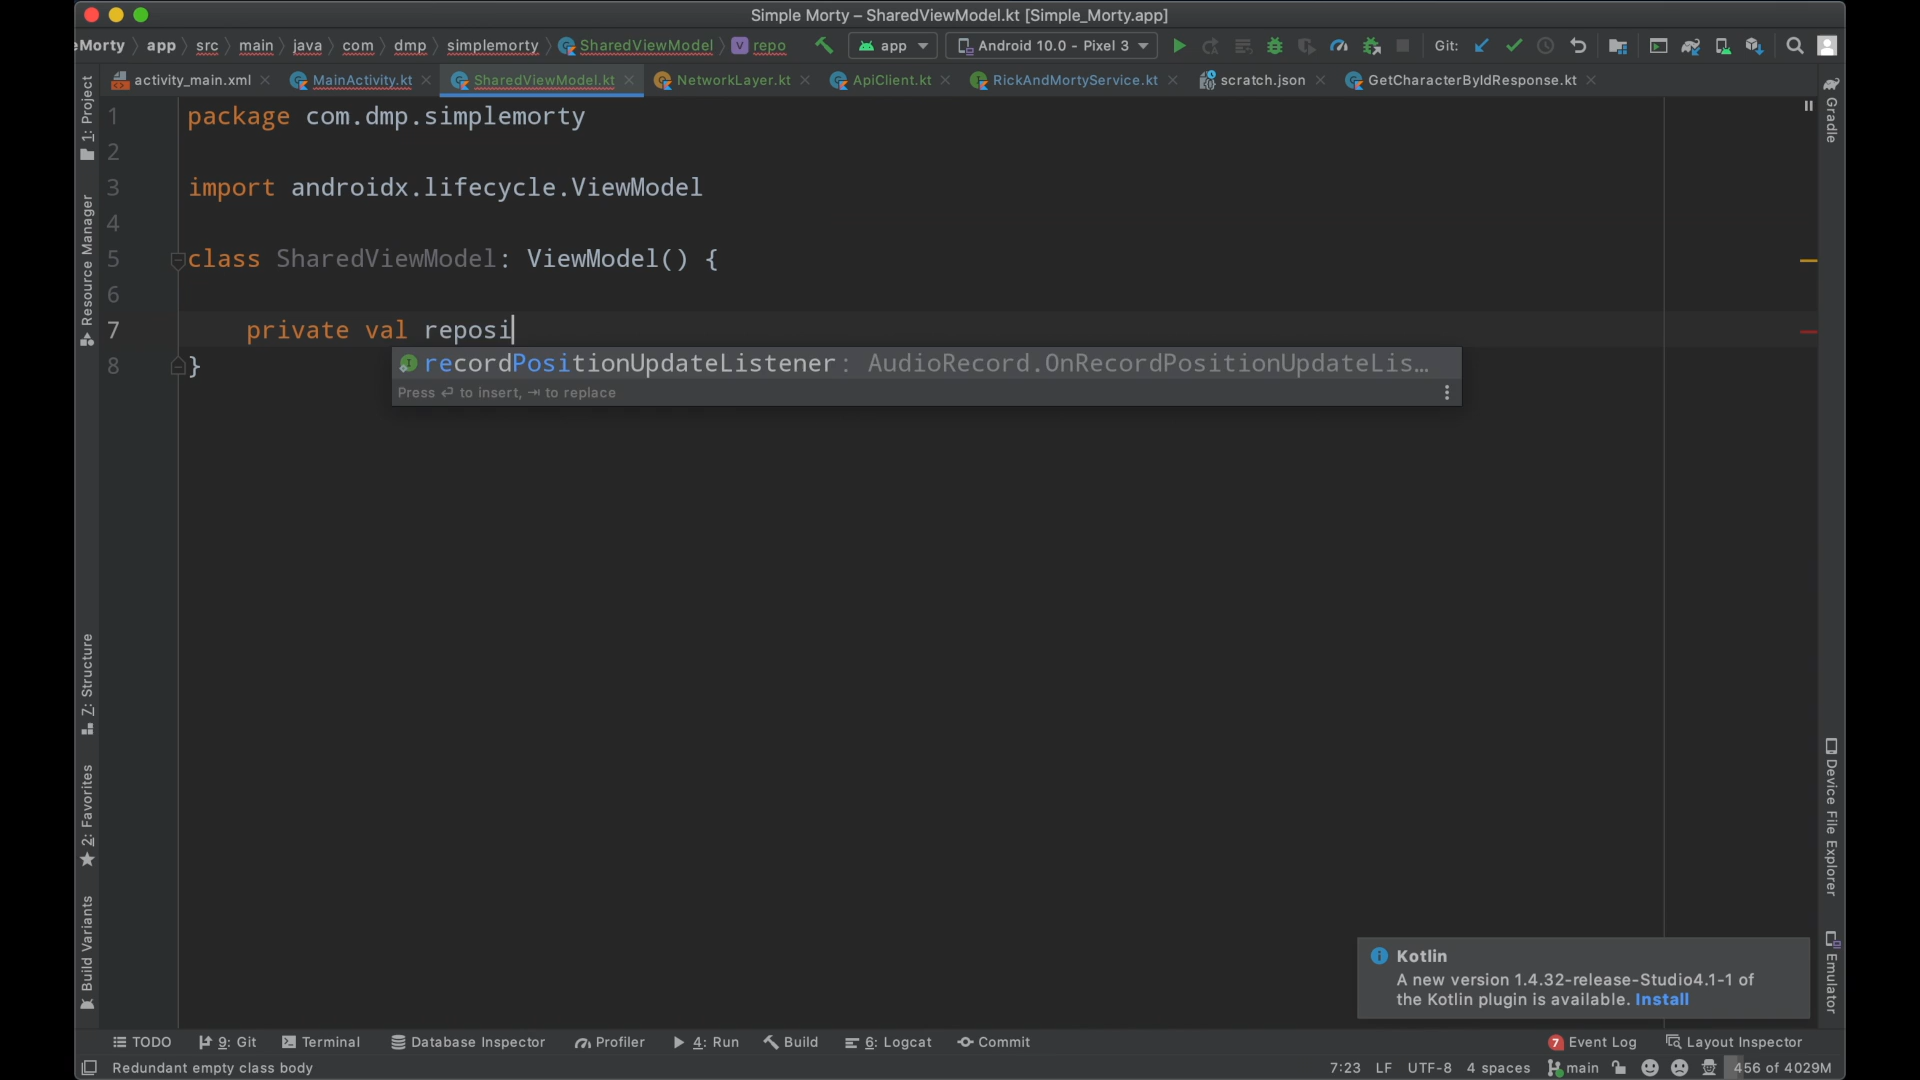 Simple Morty – SharedViewModel.kt [Simple_Morty.app]
eMorty app src main java com dmp simplemorty SharedViewModel V repo app Android 10.0 - Pixel 3 Git:
activity_main.xml MainActivity.kt SharedViewModel.kt NetworkLayer.kt ApiClient.kt RickAndMortyService.kt scratch.json GetCharacterByIdResponse.kt
1: Project
Resource Manager
Z: Structure
2: Favorites
Build Variants
1 package com.dmp.simplemorty
2
3 import androidx.lifecycle.ViewModel
4
5 class SharedViewModel: ViewModel() {
6
7 private val reposi
recordPositionUpdateListener: AudioRecord.OnRecordPositionUpdateLis…
Press ↵ to insert, ⇥ to replace
8 }
Gradle
Device File Explorer
Emulator
Kotlin
A new version 1.4.32-release-Studio4.1-1 of
the Kotlin plugin is available. Install
TODO 9: Git Terminal Database Inspector Profiler 4: Run Build 6: Logcat Commit 7 Event Log Layout Inspector
Redundant empty class body 7:23 LF UTF-8 4 spaces main 456 of 4029M